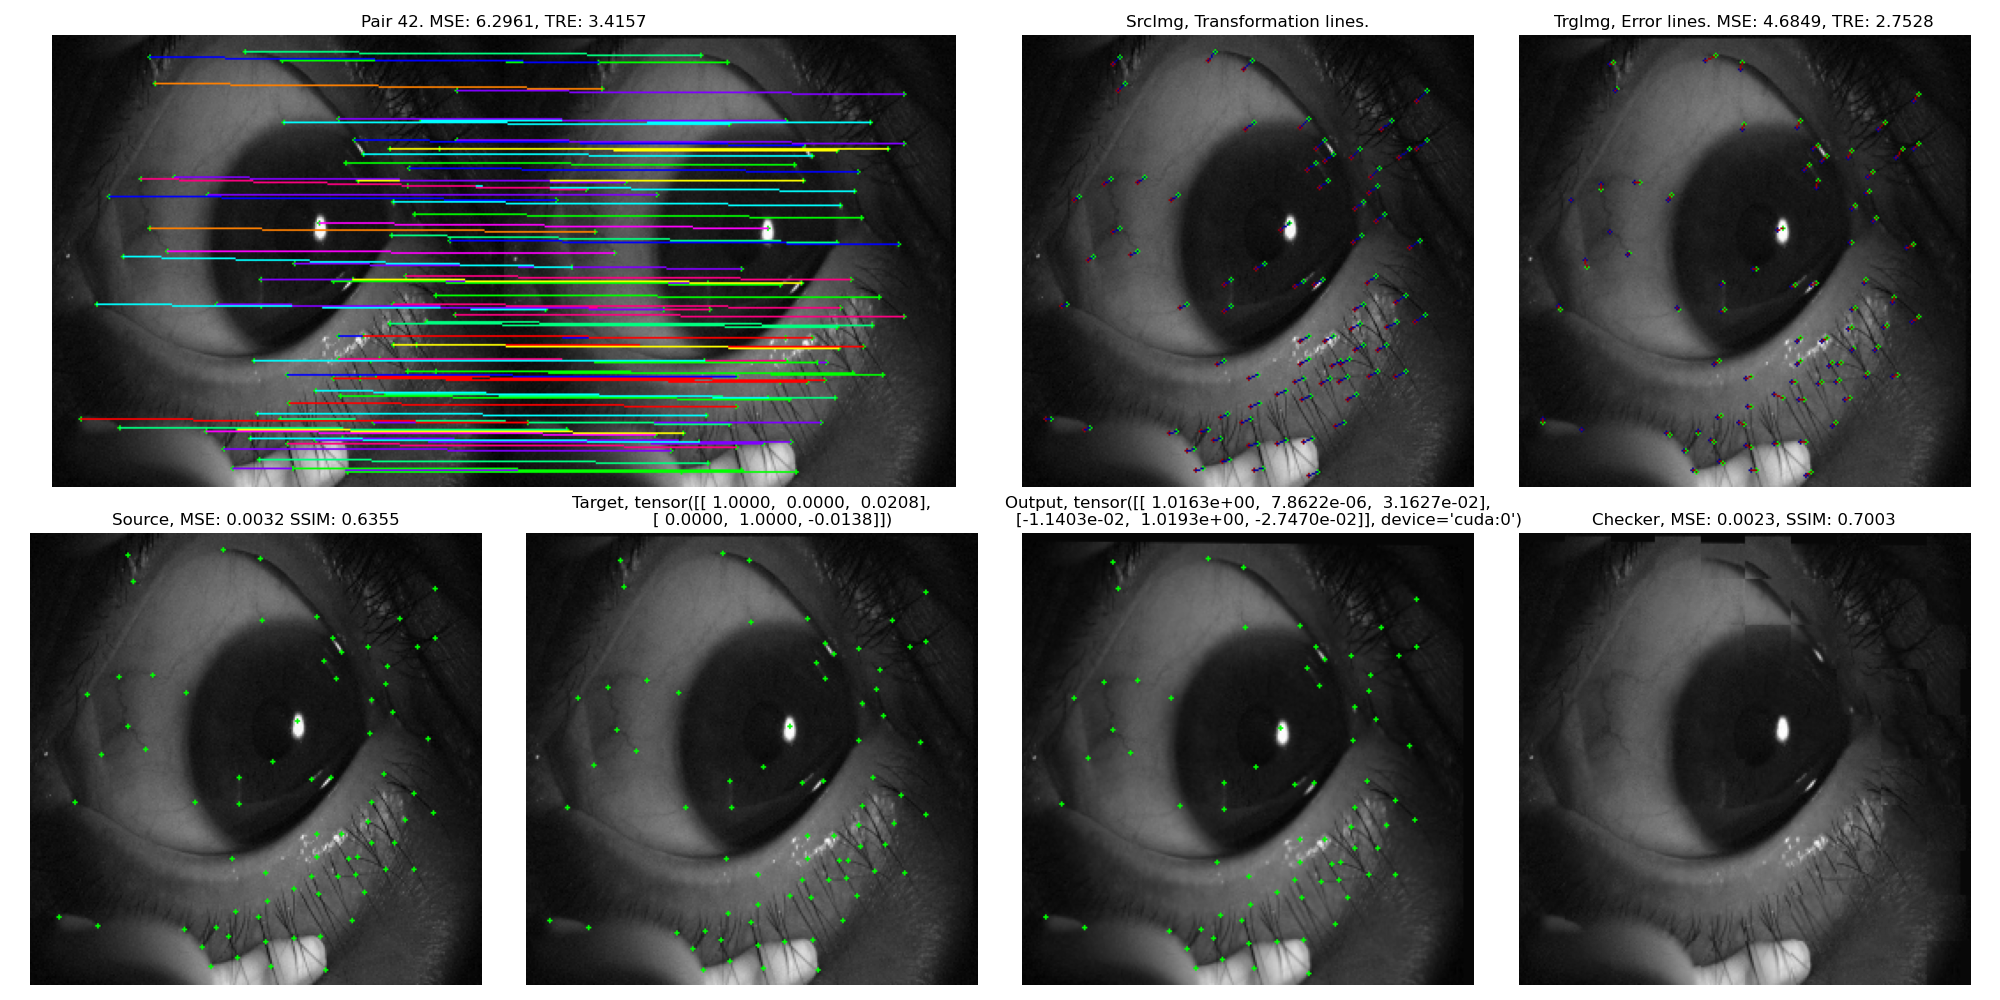 Pair 42. MSE: 6.2961, TRE: 3.4157
SrcImg, Transformation lines.
TrgImg, Error lines. MSE: 4.6849, TRE: 2.7528
Source, MSE: 0.0032 SSIM: 0.6355
Target, tensor([[ 1.0000,  0.0000,  0.0208],
[ 0.0000,  1.0000, -0.0138]])
Output, tensor([[ 1.0163e+00,  7.8622e-06,  3.1627e-02],
[-1.1403e-02,  1.0193e+00, -2.7470e-02]], device='cuda:0')
Checker, MSE: 0.0023, SSIM: 0.7003